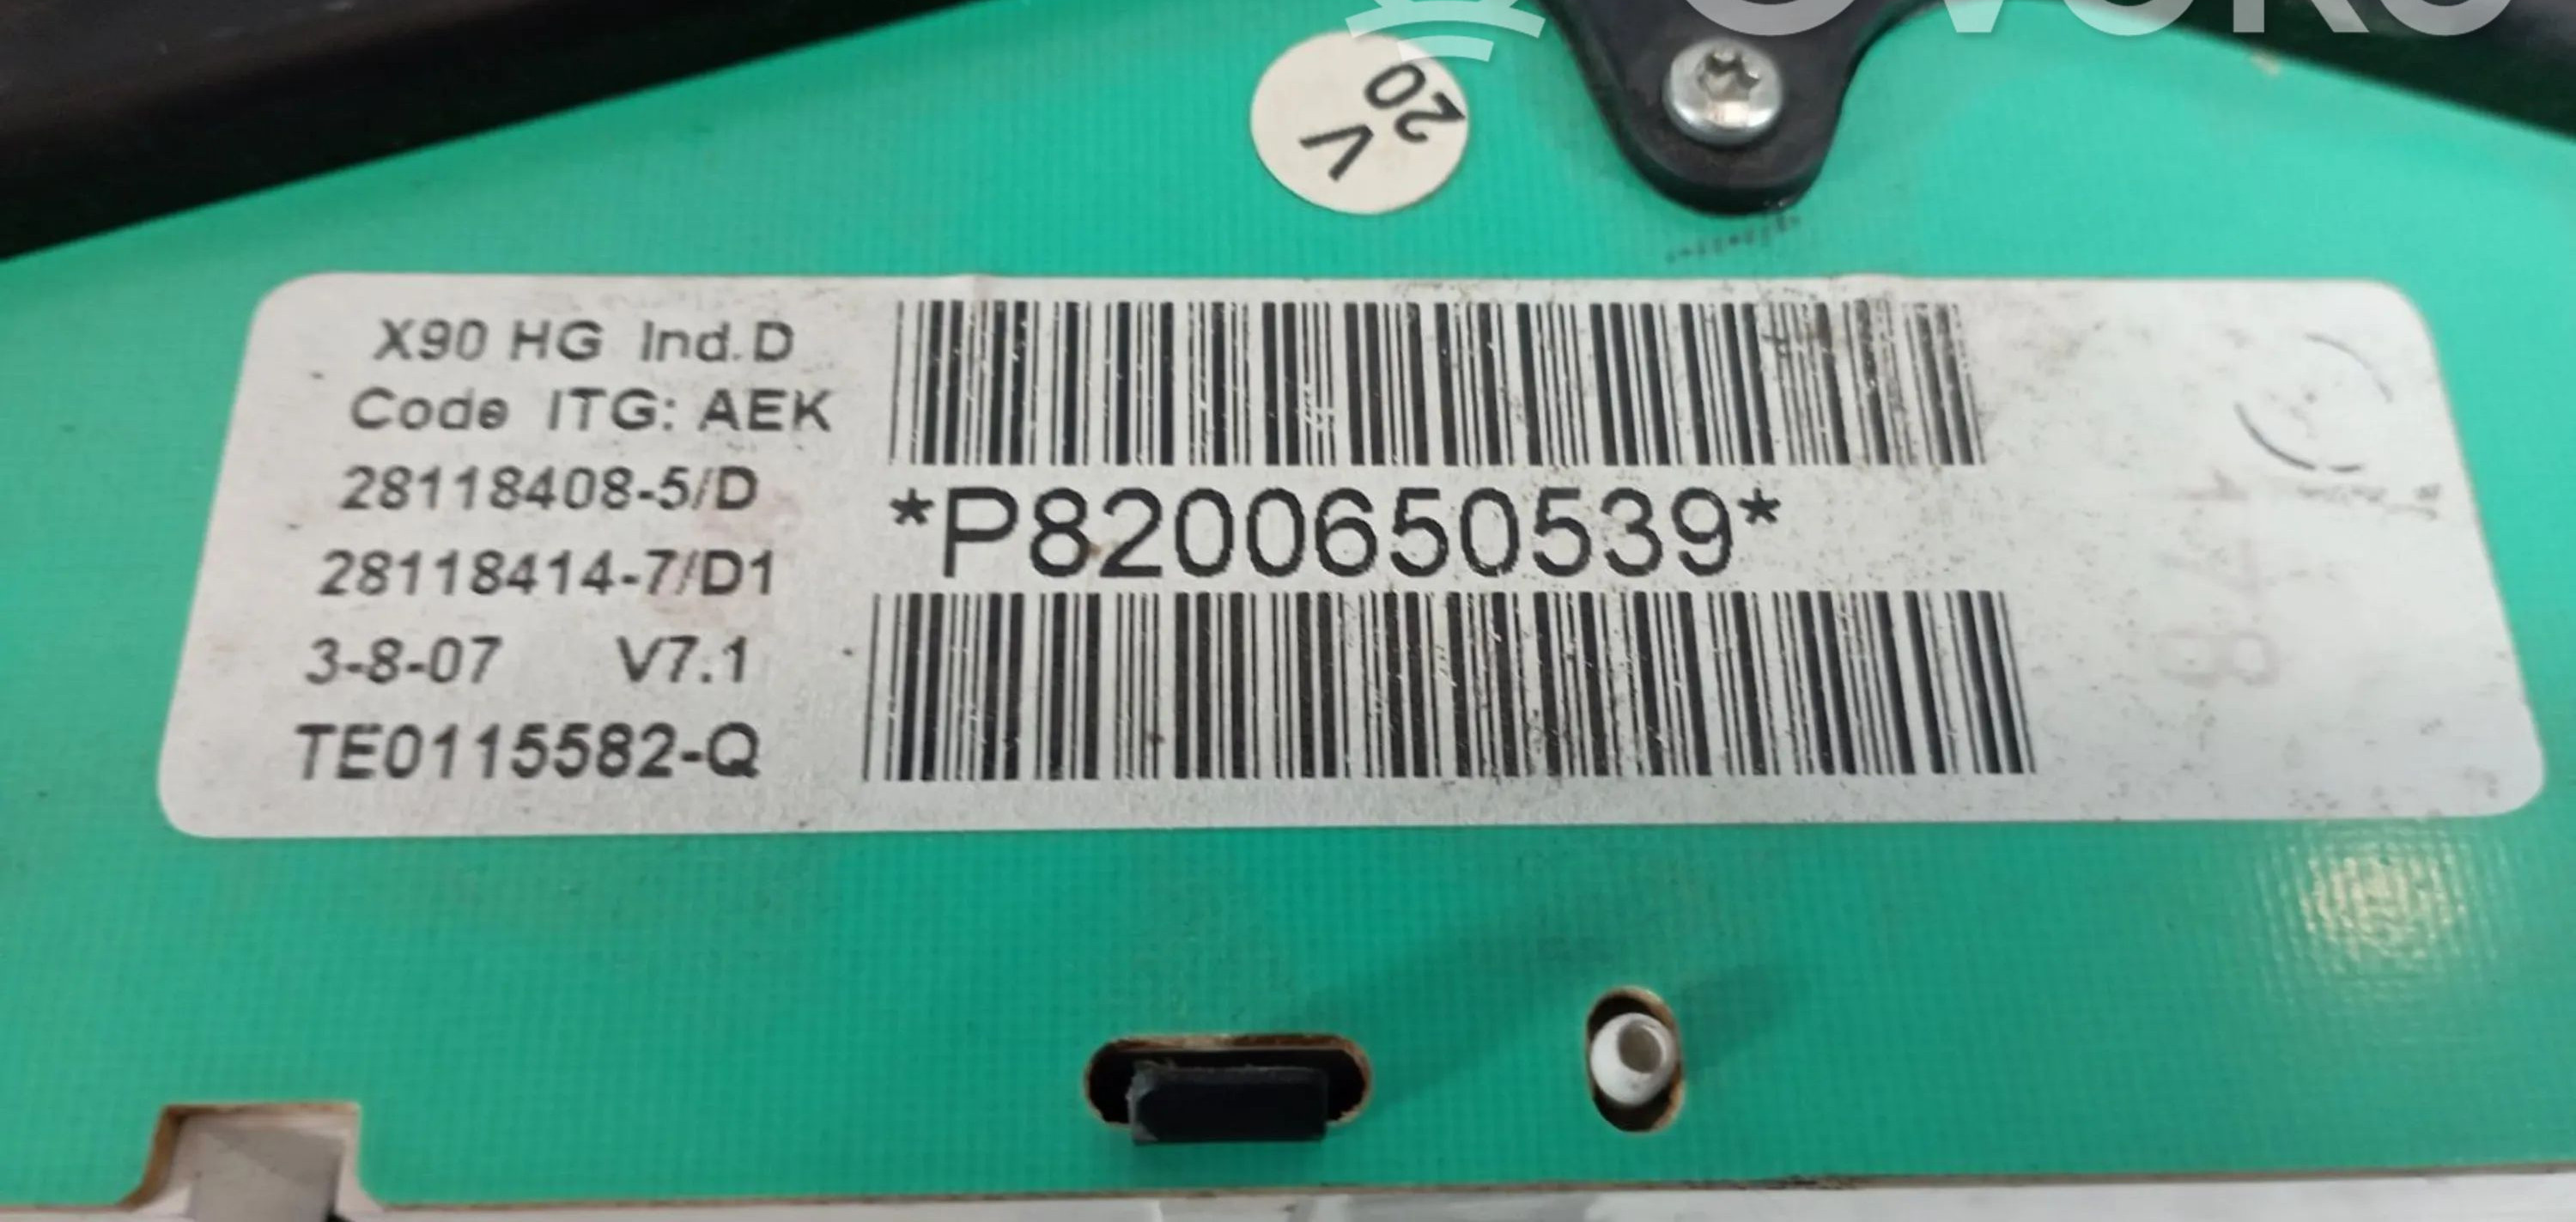 V
20
X90 HG Ind. D
Code ITG: AEK
28118408-5/D
28118414-7/D1
3-8-07 V7.1
TE0115582-Q
*P8200650539*